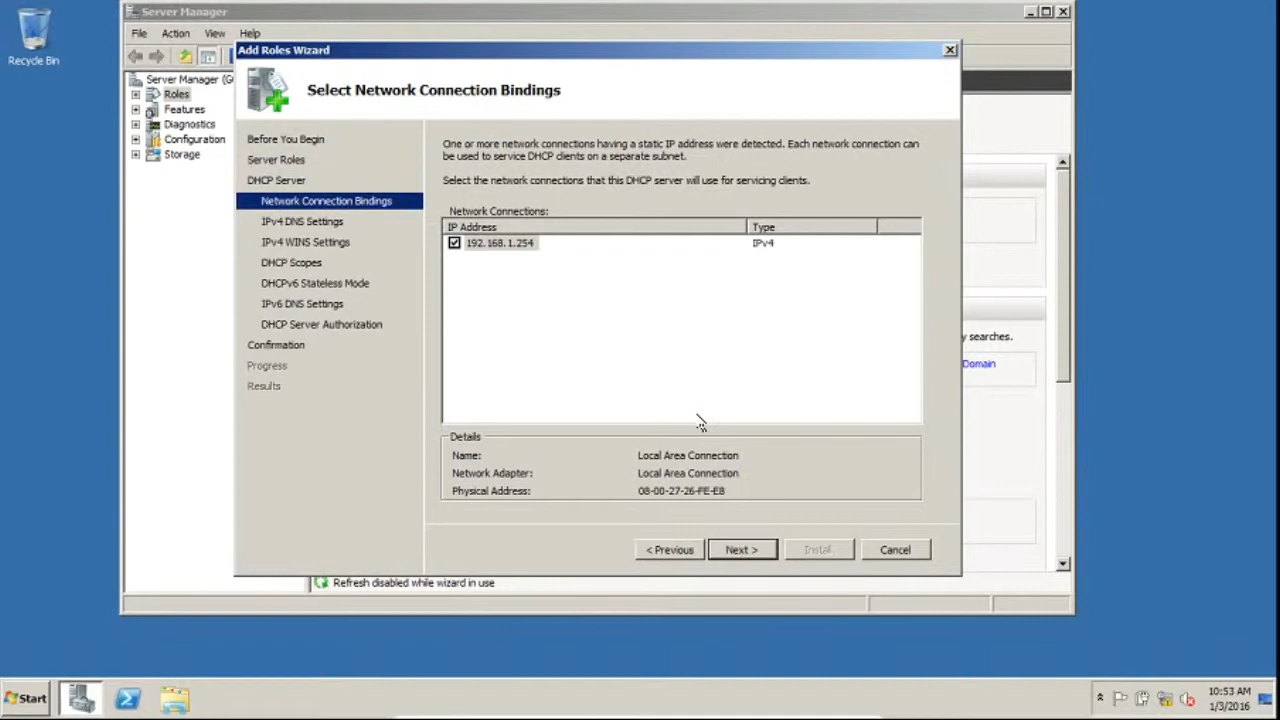 Recycle Bin
Server Manager
File Action View Help
Server Manager (G
Roles
Features
Diagnostics
Configuration
Storage
Add Roles Wizard
Select Network Connection Bindings
Before You Begin
Server Roles
DHCP Server
Network Connection Bindings
IPv4 DNS Settings
IPv4 WINS Settings
DHCP Scopes
DHCPv6 Stateless Mode
IPv6 DNS Settings
DHCP Server Authorization
Confirmation
Progress
Results
One or more network connections having a static IP address were detected. Each network connection can
be used to service DHCP clients on a separate subnet.
Select the network connections that this DHCP server will use for servicing clients.
Network Connections:
IP Address Type
192.168.1.254 IPv4
Details
Name: Local Area Connection
Network Adapter: Local Area Connection
Physical Address: 08-00-27-26-FE-E8
< Previous Next > Install Cancel
y searches.
Domain
Refresh disabled while wizard in use
Start
10:53 AM
1/3/2016